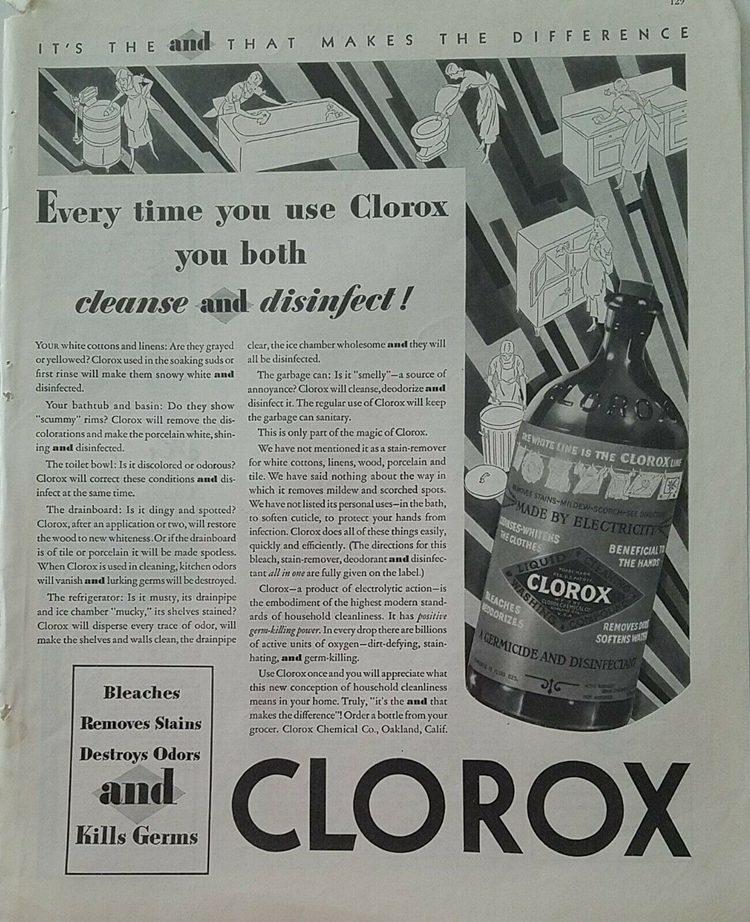 129
IT'S THE and THAT MAKES THE DIFFERENCE
Every time you use Clorox
you both
cleanse and disinfect!
YOUR white cottons and linens: Are they grayed
or yellowed? Clorox used in the soaking suds or
first rinse will make them snowy white and
disinfected.
Your bathtub and basin: Do they show
"scummy" rims? Clorox will remove the dis-
colorations and make the porcelain white, shin-
ing and disinfected.
The toilet bowl: Is it discolored or odorous?
Clorox will correct these conditions and dis-
infect at the same time.
The drainboard: Is it dingy and spotted?
Clorox, after an application or two, will restore
the wood to new whiteness. Or if the drainboard
is of tile or porcelain it will be made spotless.
When Clorox is used in cleaning, kitchen odors
will vanish and lurking germs will be destroyed.
The refrigerator: Is it musty, its drainpipe
and ice chamber "mucky," its shelves stained?
Clorox will disperse every trace of odor, will
make the shelves and walls clean, the drainpipe
clear, the ice chamber wholesome and they will
all be disinfected.
The garbage can: Is it "smelly"—a source of
annoyance? Clorox will cleanse, deodorize and
disinfect it. The regular use of Clorox will keep
the garbage can sanitary.
This is only part of the magic of Clorox.
We have not mentioned it as a stain-remover
for white cottons, linens, wood, porcelain and
tile. We have said nothing about the way in
which it removes mildew and scorched spots.
We have not listed its personal uses—in the bath,
to soften cuticle, to protect your hands from
infection. Clorox does all of these things easily,
quickly and efficiently. (The directions for this
bleach, stain-remover, deodorant and disinfec-
tant all in one are fully given on the label.)
Clorox—a product of electrolytic action—is
the embodiment of the highest modern stand-
ards of household cleanliness. It has positive
germ-killing power. In every drop there are billions
of active units of oxygen—dirt-defying, stain-
hating, and germ-killing.
Use Clorox once and you will appreciate what
this new conception of household cleanliness
means in your home. Truly, "it's the and that
makes the difference"! Order a bottle from your
grocer. Clorox Chemical Co., Oakland, Calif.
CLOROX
WHITE LINE IS THE CLOROX LINE
REMOVES STAINS-MILDEW-SCORCH-SEE
MADE BY ELECTRICITY
WHITENS
THE CLOTHES
BENEFICIAL TO
THE HANDS
LIQUID
TRADE MARK
CLOROX
CLOROX CHEMICAL CO.
WASHING
BLEACHES
DEODORIZES
REMOVES
SOFTENS WATER
A GERMICIDE AND DISINFECTANT
Bleaches
Removes Stains
Destroys Odors
and
Kills Germs
CLOROX